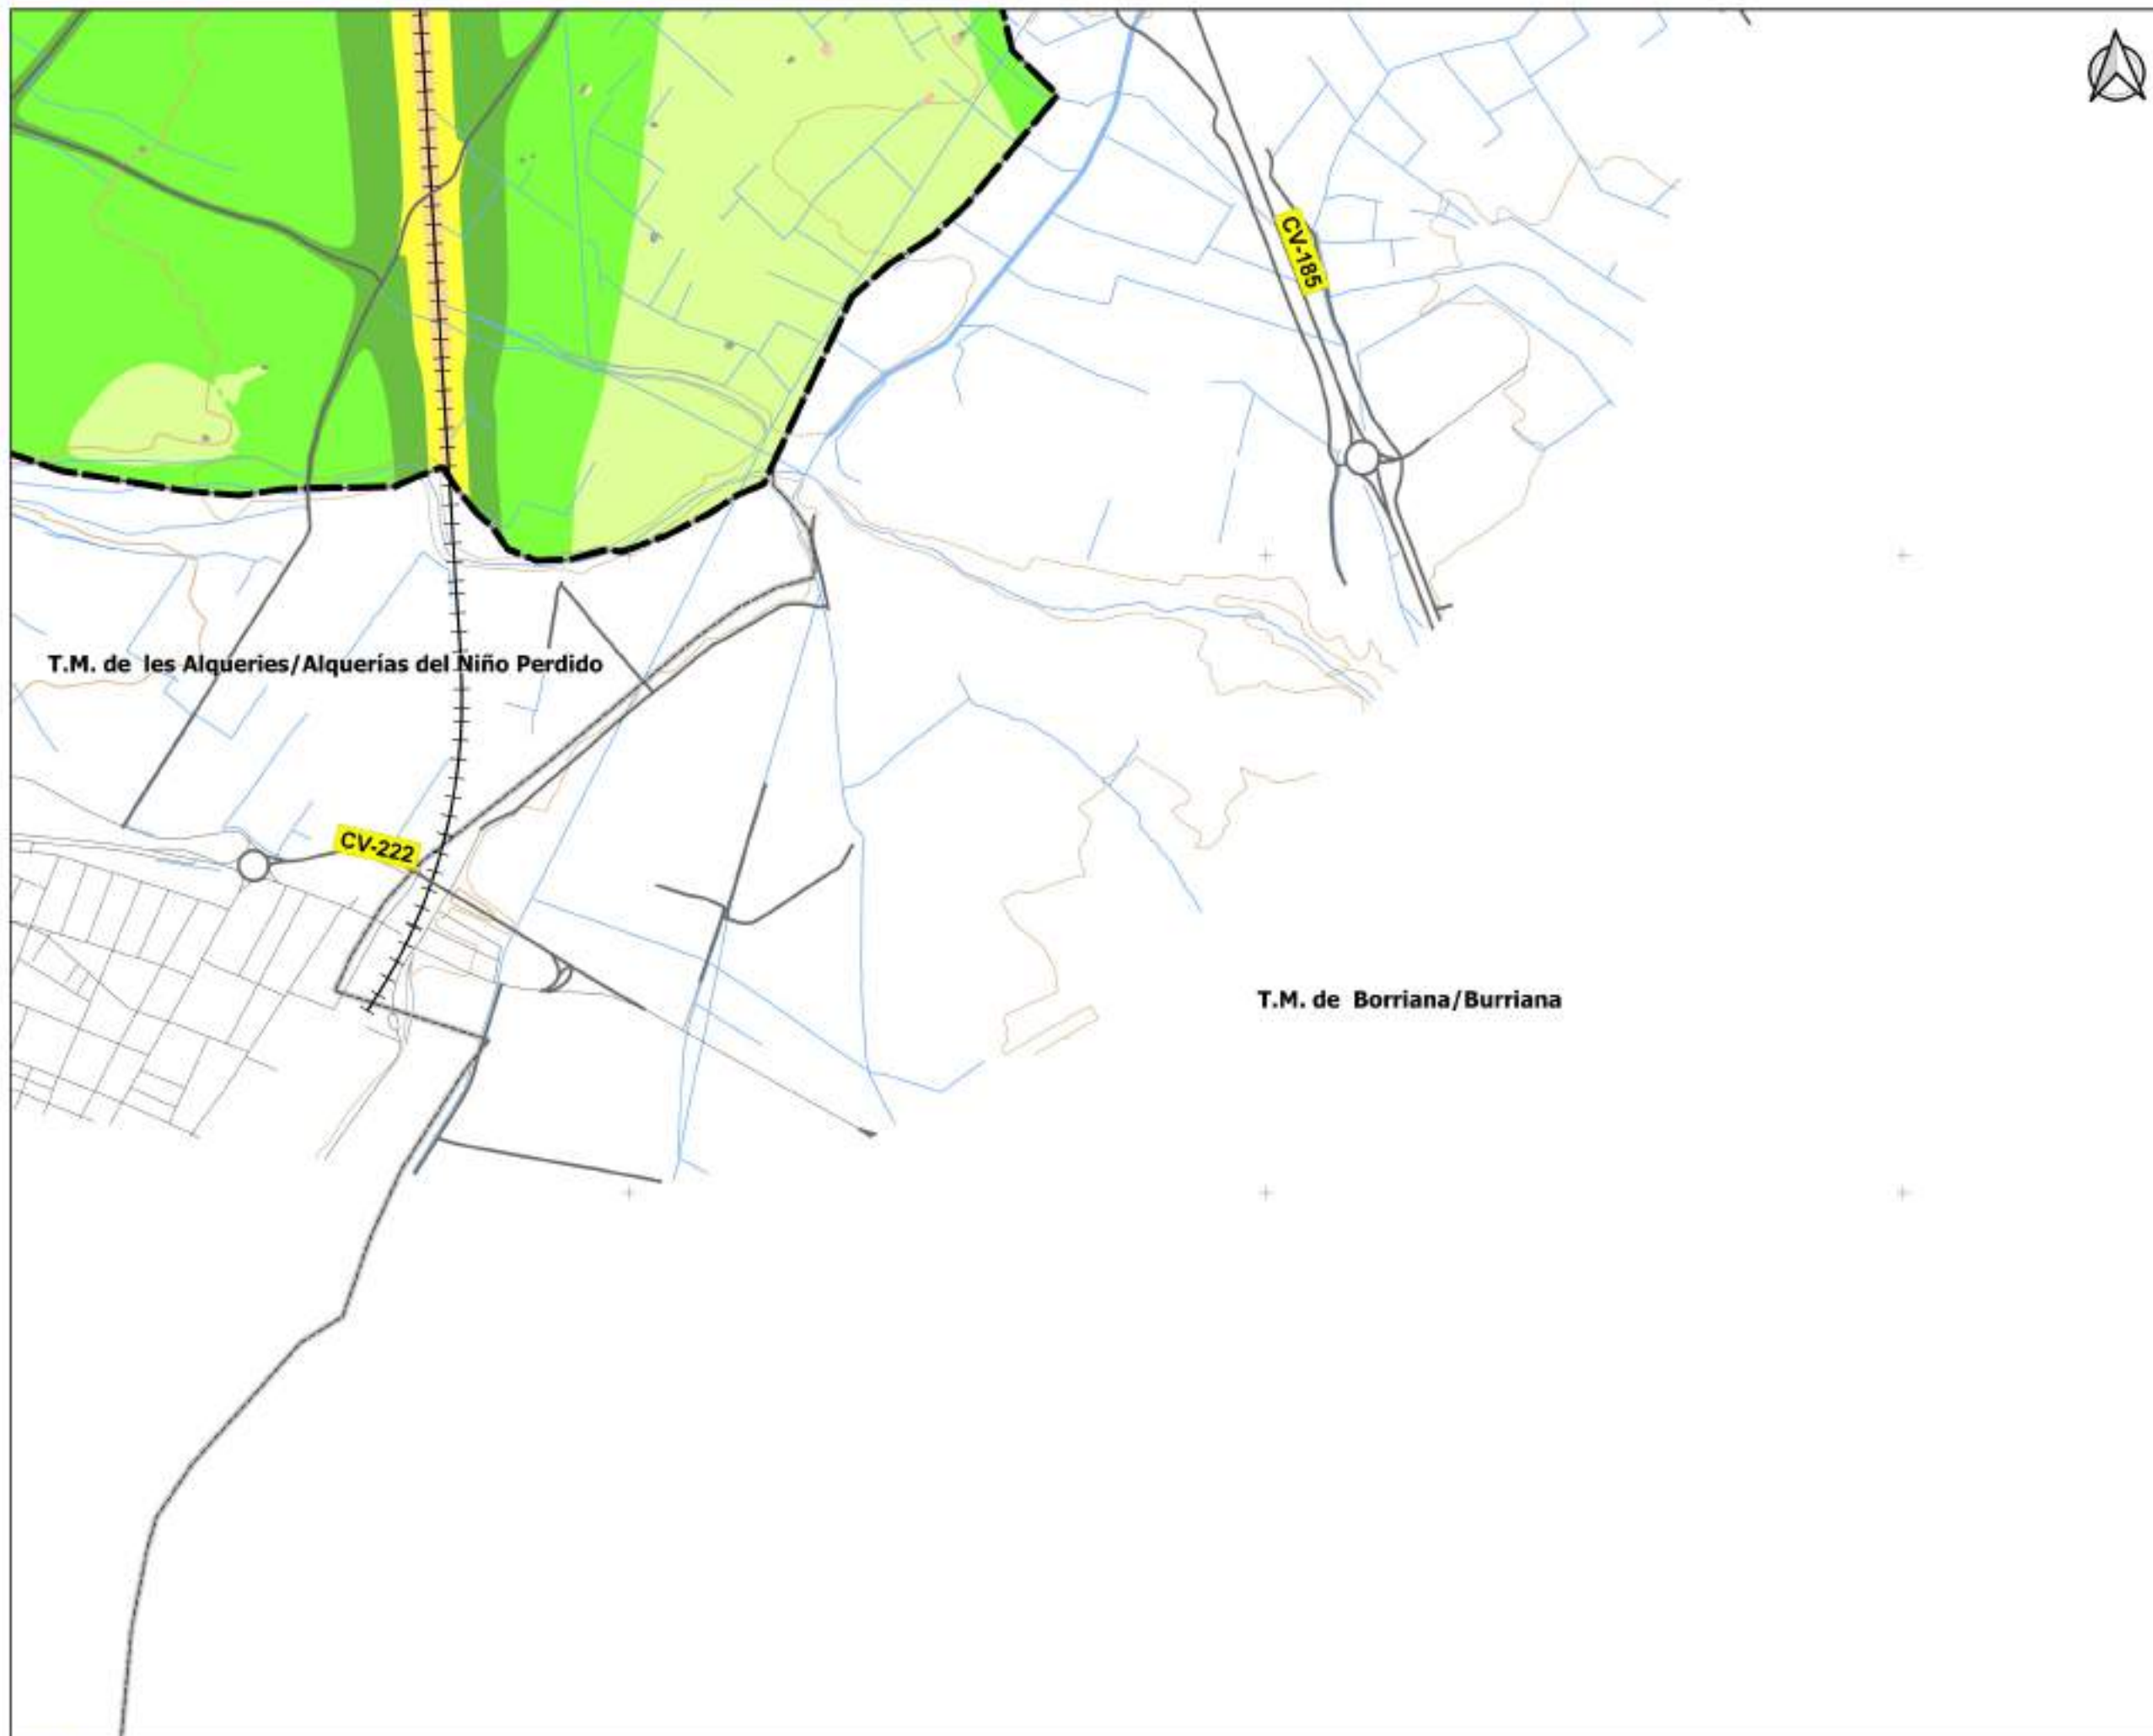 CV-185
T.M. de les Alqueries/Alquerías del Niño Perdido
CV-222
T.M. de Borriana/Burriana